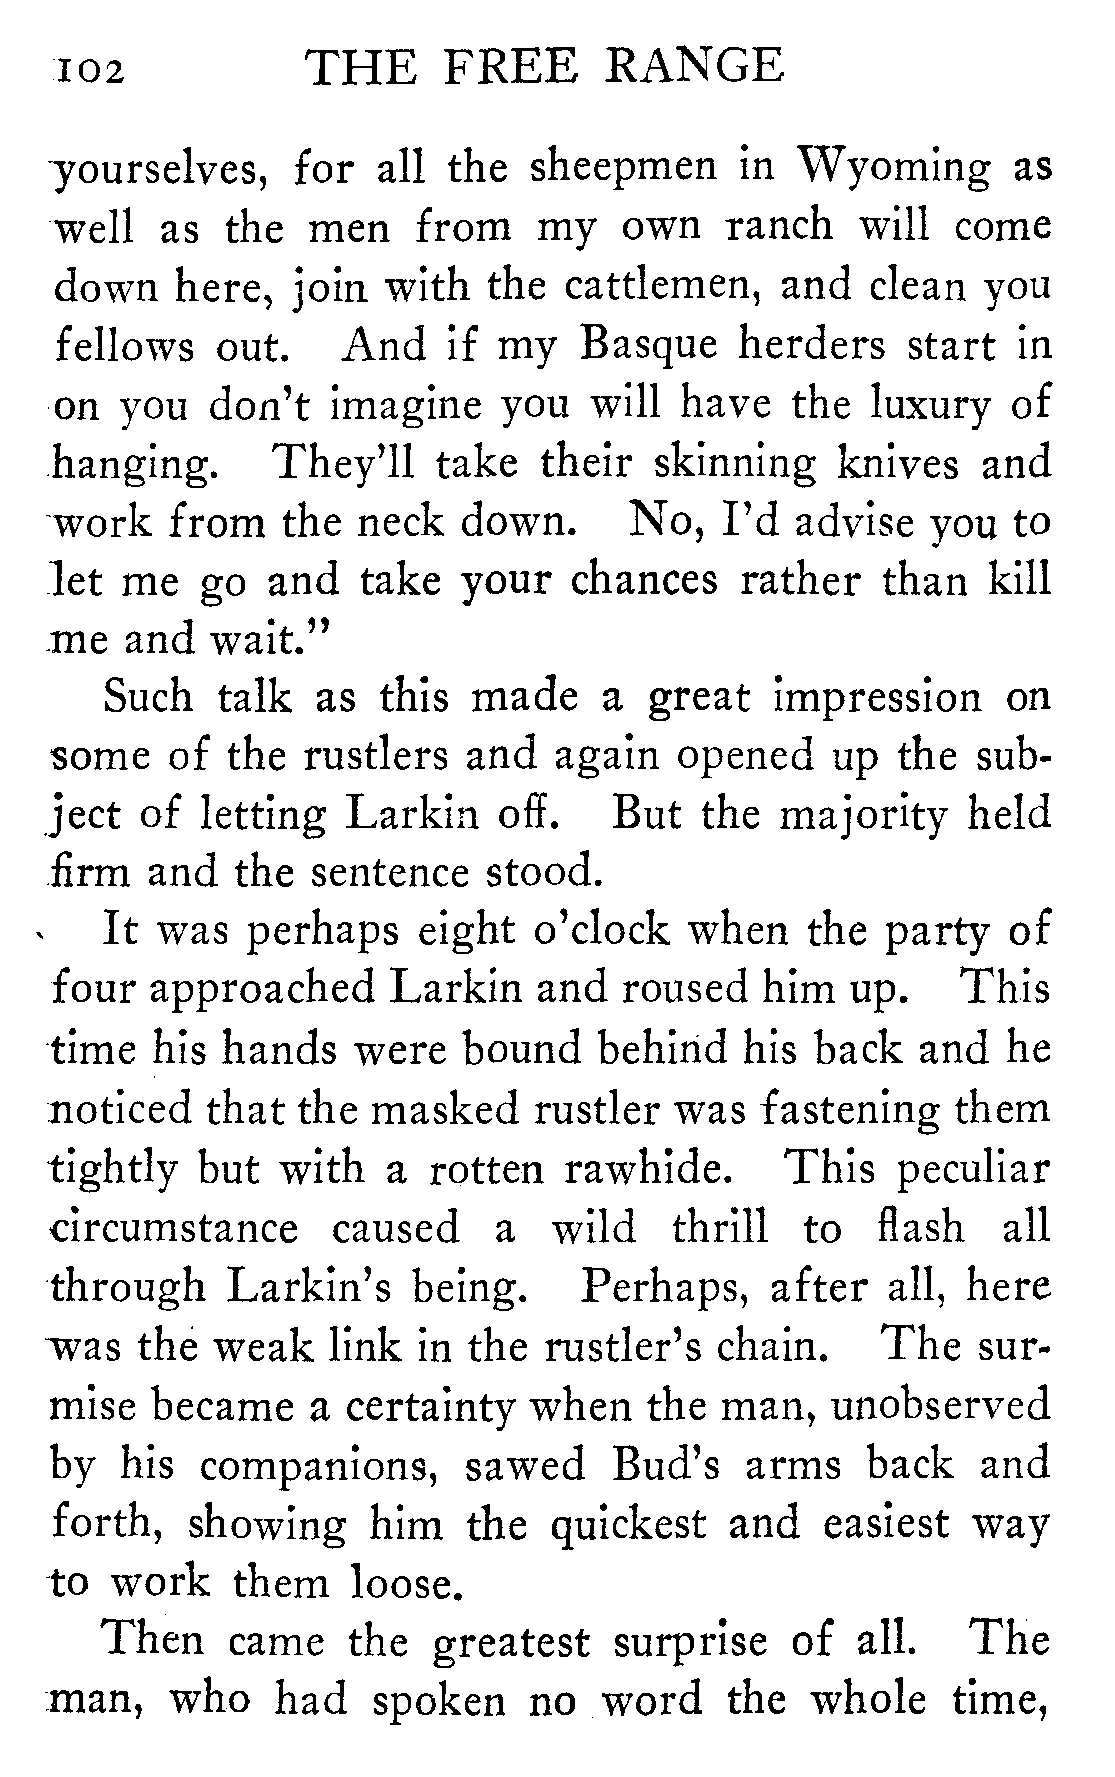 102 THE FREE RANGE
yourselves, for all the sheepmen in Wyoming as
well as the men from my own ranch will come
down here, join with the cattlemen, and clean you
fellows out. And if my Basque herders start in
on you don't imagine you will have the luxury of
hanging. They'll take their skinning knives and
work from the neck down. No, I'd advise you to
let me go and take your chances rather than kill
me and wait."
Such talk as this made a great impression on
some of the rustlers and again opened up the sub-
ject of letting Larkin off. But the majority held
firm and the sentence stood.
It was perhaps eight o'clock when the party of
four approached Larkin and roused him up. This
time his hands were bound behind his back and he
noticed that the masked rustler was fastening them
tightly but with a rotten rawhide. This peculiar
circumstance caused a wild thrill to flash all
through Larkin's being. Perhaps, after all, here
was the weak link in the rustler's chain. The sur-
mise became a certainty when the man, unobserved
by his companions, sawed Bud's arms back and
forth, showing him the quickest and easiest way
to work them loose.
Then came the greatest surprise of all. The
man, who had spoken no word the whole time,